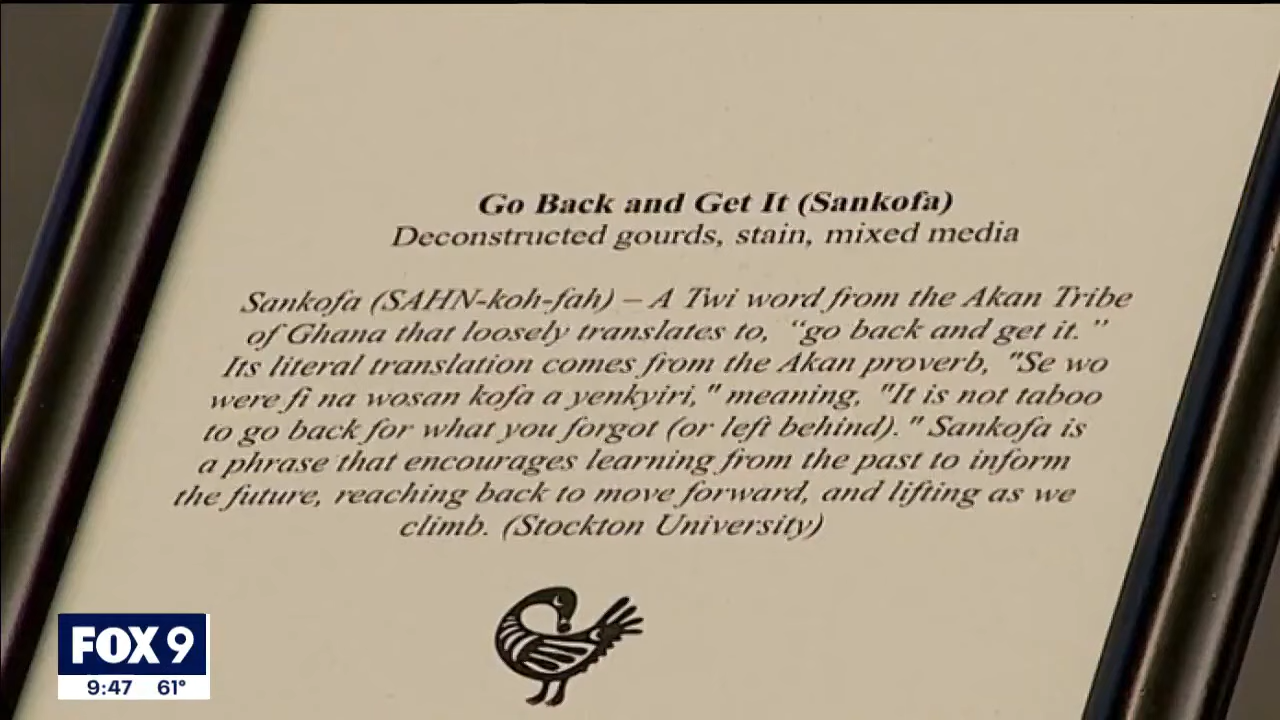 Go Back and Get It (Sankofa)
Deconstructed gourds, stain, mixed media
Sankofa (SAHN-koh-fah) – A Twi word from the Akan Tribe
of Ghana that loosely translates to, “go back and get it.”
Its literal translation comes from the Akan proverb, "Se wo
were fi na wosan kofa a yenkyiri," meaning, "It is not taboo
to go back for what you forgot (or left behind)." Sankofa is
a phrase that encourages learning from the past to inform
the future, reaching back to move forward, and lifting as we
climb. (Stockton University)
FOX 9
9:47 61°